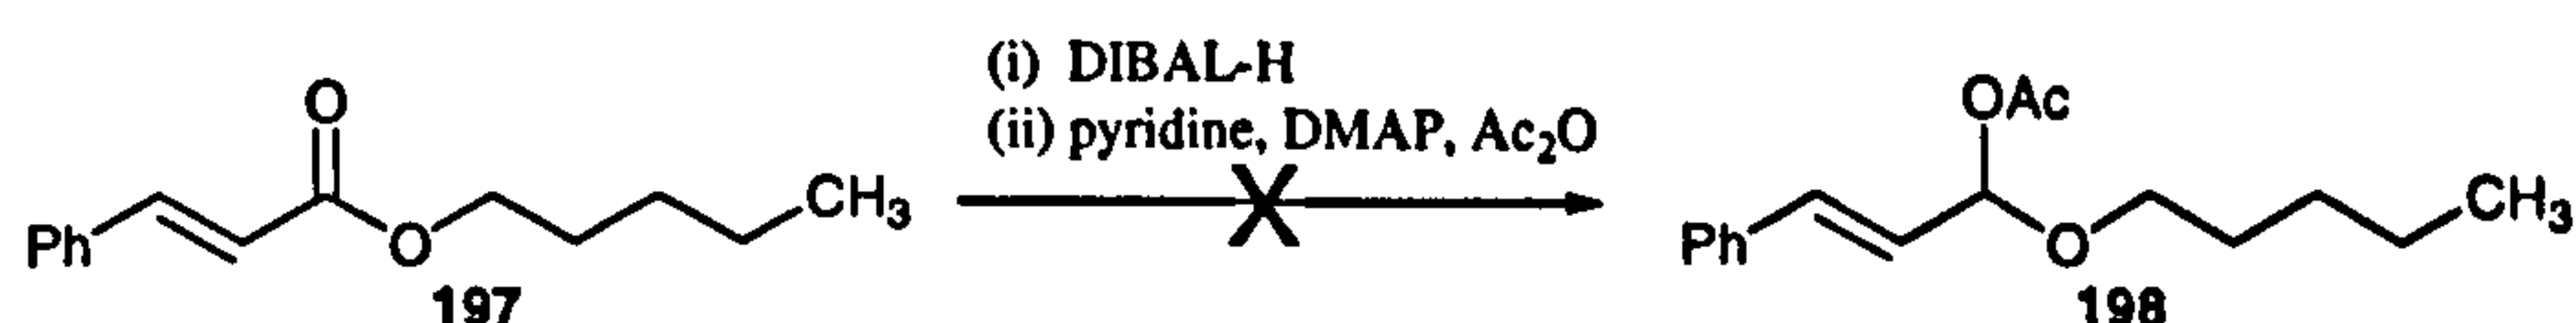 (i) DIBAL-H
(ii) pyridine, DMAP, Ac₂O
O
Ph
O
CH₃
197
X
OAc
Ph
O
CH₃
198